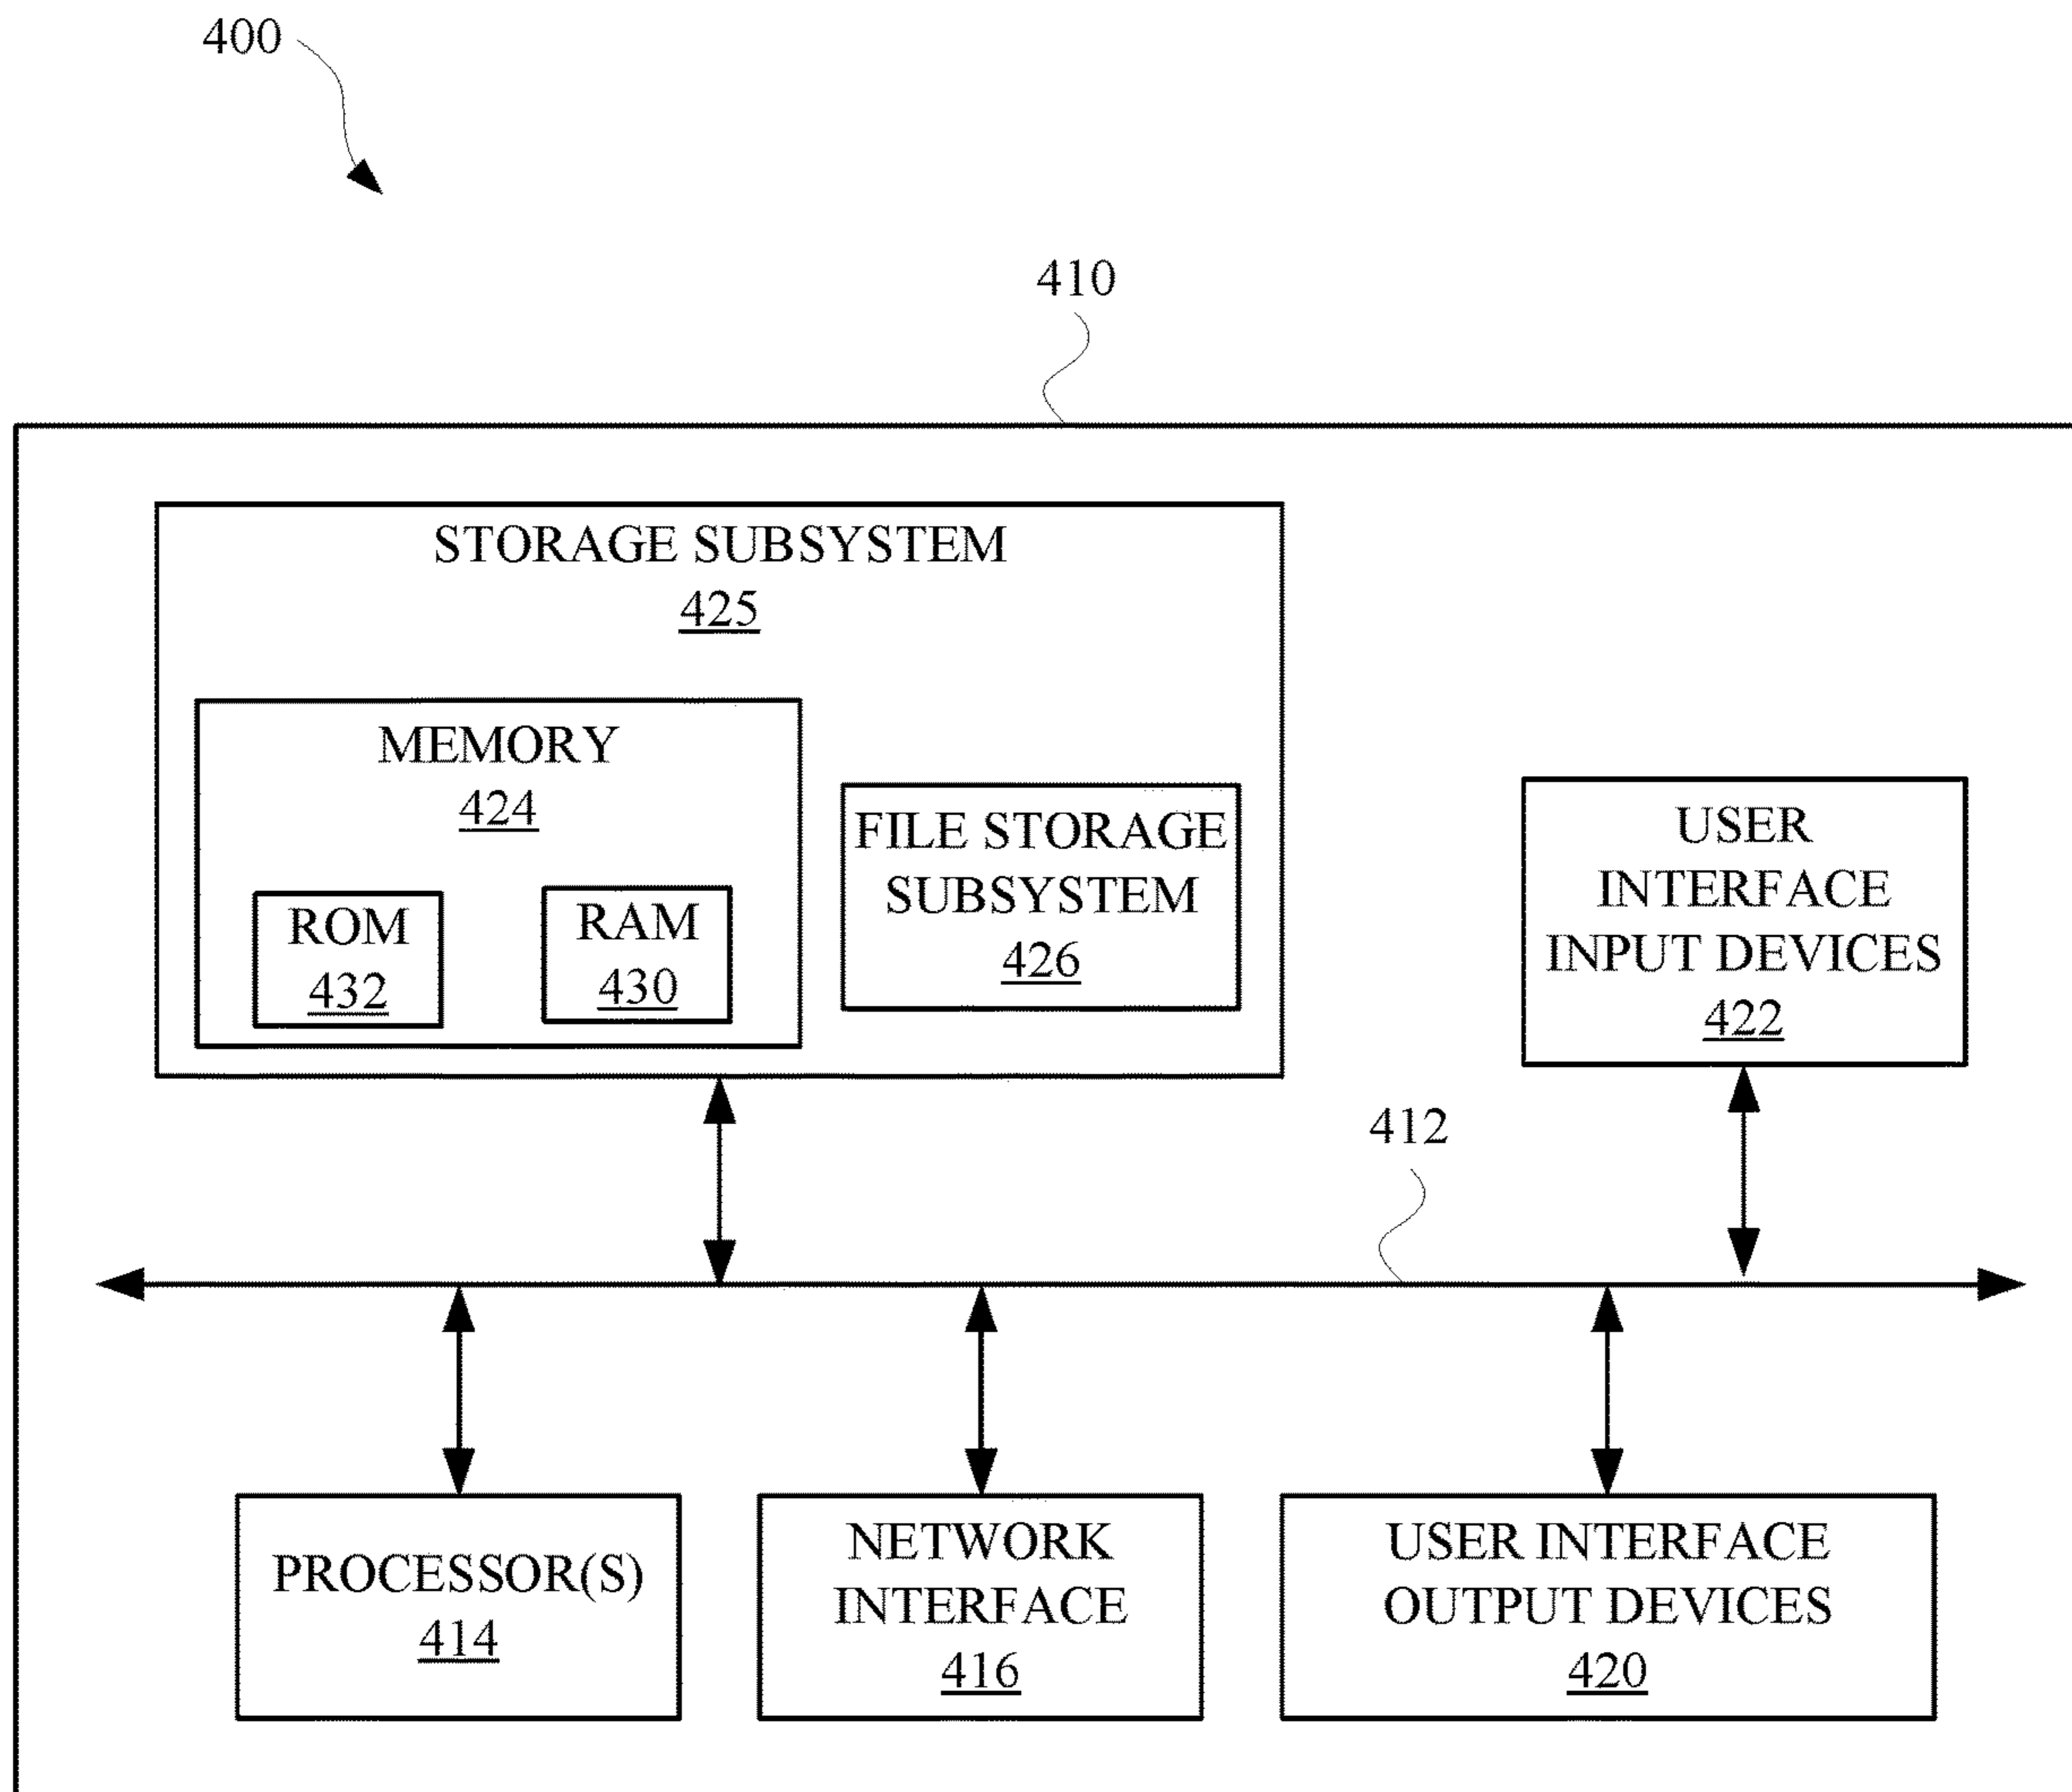 400
410
STORAGE SUBSYSTEM
425
MEMORY
424
ROM
432
RAM
430
FILE STORAGE
SUBSYSTEM
426
USER
INTERFACE
INPUT DEVICES
422
412
PROCESSOR(S)
414
NETWORK
INTERFACE
416
USER INTERFACE
OUTPUT DEVICES
420